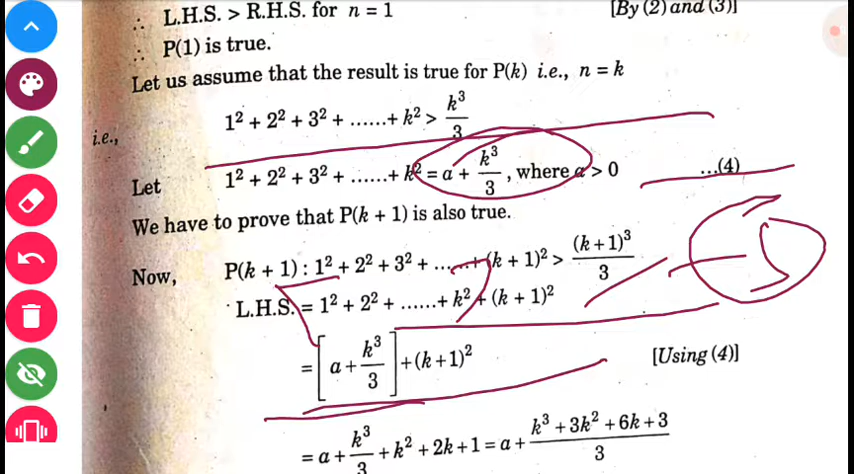 ∴ L.H.S. > R.H.S. for n = 1 [By (2) and (3)]
∴ P(1) is true.
Let us assume that the result is true for P(k) i.e., n = k
i.e., 1² + 2² + 3² + ......+ k² > k³/3
Let 1² + 2² + 3² + ......+ k² = a + k³/3 , where a > 0 ...(4)
We have to prove that P(k + 1) is also true.
Now, P(k + 1) : 1² + 2² + 3² + ......+ (k + 1)² > (k + 1)³/3
L.H.S. = 1² + 2² + ......+ k² + (k + 1)²
= [a + k³/3] + (k + 1)² [Using (4)]
= a + k³/3 + k² + 2k + 1 = a + (k³ + 3k² + 6k + 3)/3